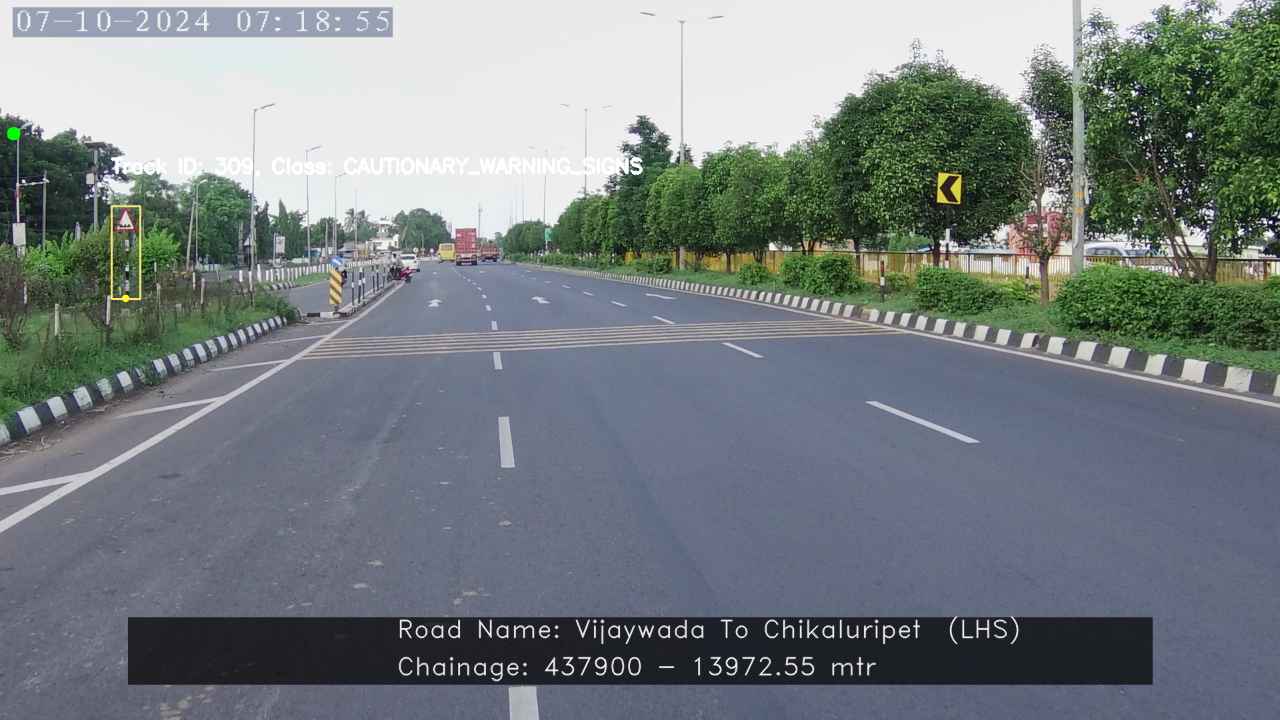 07-10-2024 07:18:55
Track ID: 309, Class: CAUTIONARY_WARNING_SIGNS
Road Name: Vijaywada To Chikaluripet (LHS)
Chainage: 437900 - 13972.55 mtr